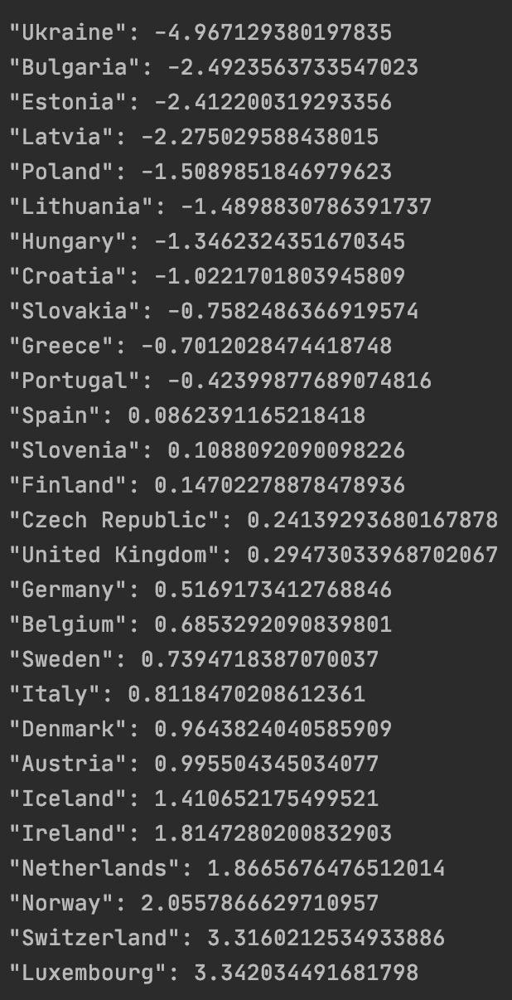 "Ukraine": -4.967129380197835
"Bulgaria": -2.4923563733547023
"Estonia": -2.412200319293356
"Latvia": -2.275029588438015
"Poland": -1.5089851846979623
"Lithuania": -1.4898830786391737
"Hungary": -1.3462324351670345
"Croatia": -1.0221701803945809
"Slovakia": -0.7582486366919574
"Greece": -0.7012028474418748
"Portugal": -0.42399877689074816
"Spain": 0.0862391165218418
"Slovenia": 0.1088092090098226
"Finland": 0.14702278878478936
"Czech Republic": 0.24139293680167878
"United Kingdom": 0.29473033968702067
"Germany": 0.5169173412768846
"Belgium": 0.6853292090839801
"Sweden": 0.7394718387070037
"Italy": 0.8118470208612361
"Denmark": 0.9643824040585909
"Austria": 0.995504345034077
"Iceland": 1.410652175499521
"Ireland": 1.8147280200832903
"Netherlands": 1.8665676476512014
"Norway": 2.0557866629710957
"Switzerland": 3.3160212534933886
"Luxembourg": 3.342034491681798